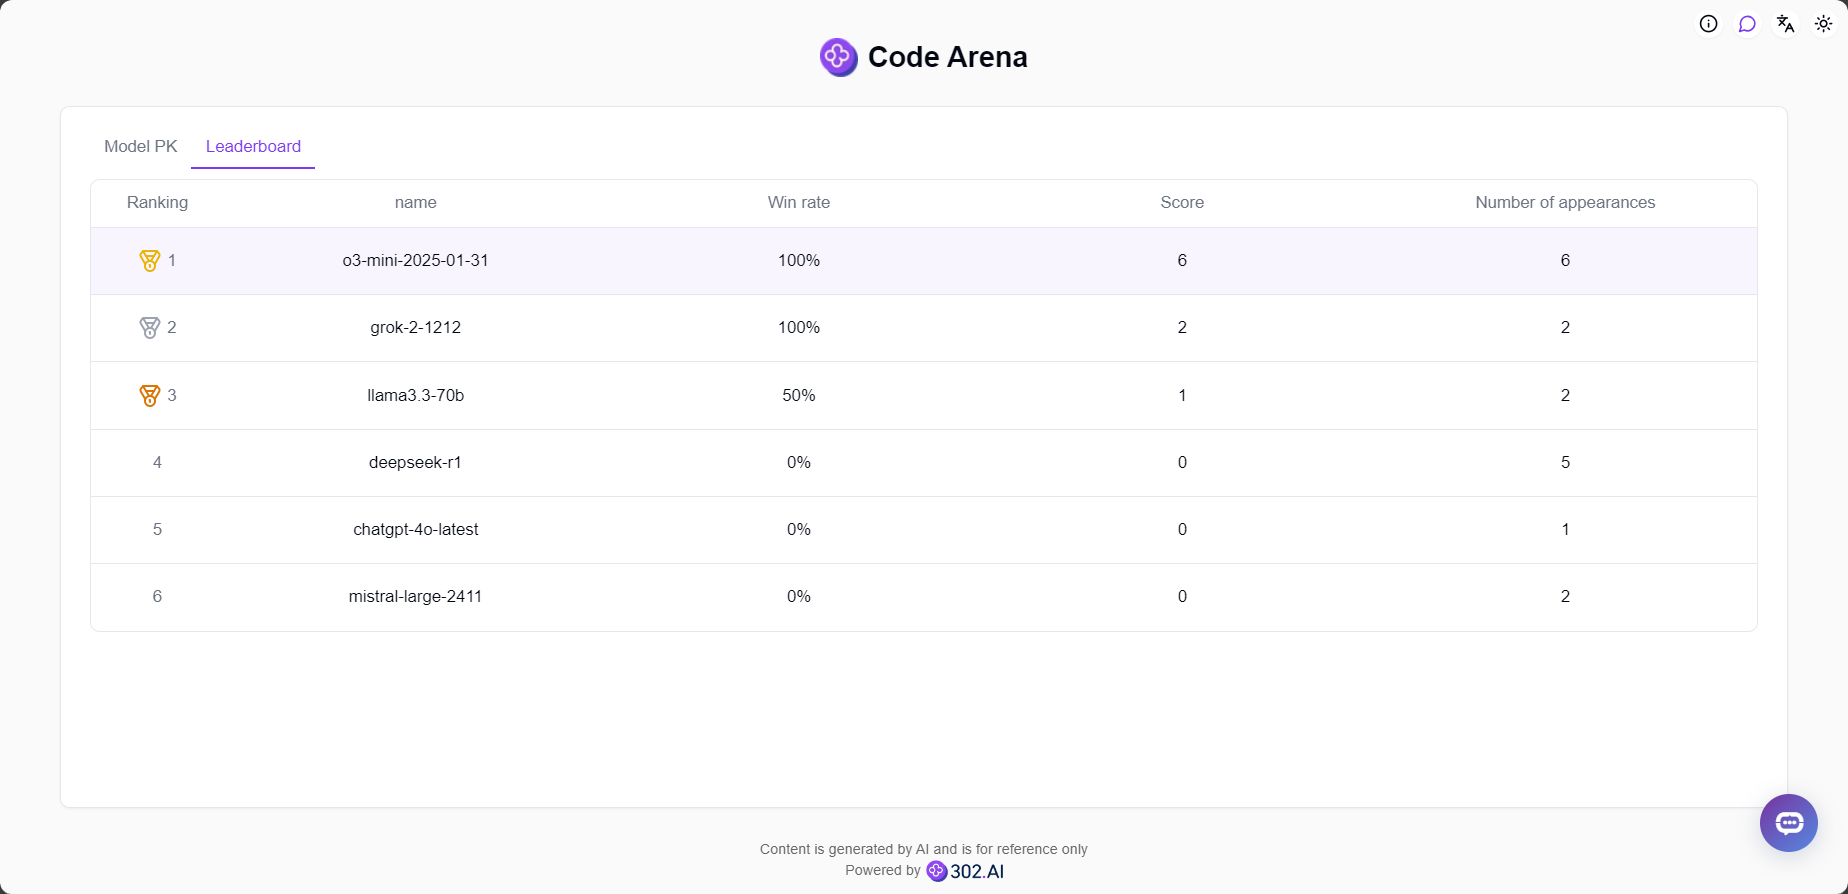 Code Arena
Model PK Leaderboard
Ranking name Win rate Score Number of appearances
1 o3-mini-2025-01-31 100% 6 6
2 grok-2-1212 100% 2 2
3 llama3.3-70b 50% 1 2
4 deepseek-r1 0% 0 5
5 chatgpt-4o-latest 0% 0 1
6 mistral-large-2411 0% 0 2
Content is generated by AI and is for reference only
Powered by 302.AI